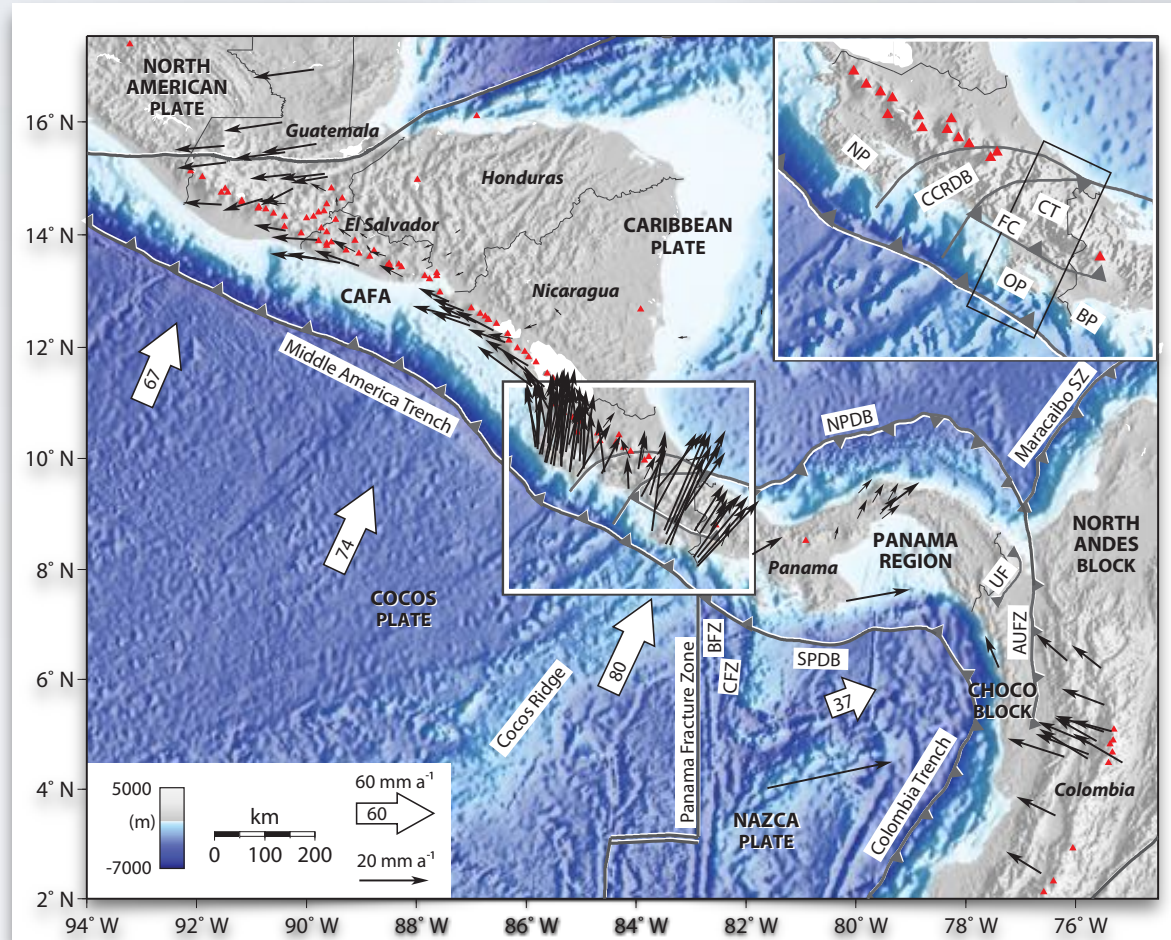 NORTH
AMERICAN
PLATE
Guatemala
Honduras
El Salvador
CARIBBEAN
PLATE
Nicaragua
CAFA
Middle America Trench
67
74
80
37
COCOS
PLATE
Cocos Ridge
Panama Fracture Zone
BFZ
CFZ
SPDB
NPDB
Maracaibo SZ
NORTH
ANDES
BLOCK
PANAMA
REGION
Panama
UF
AUFZ
CHOCO
BLOCK
Colombia
Colombia Trench
NAZCA
PLATE
NP
CCRDB
CT
FC
OP
BP
5000
(m)
-7000
km
0 100 200
60 mm a⁻¹
60
20 mm a⁻¹
16° N
14° N
12° N
10° N
8° N
6° N
4° N
2° N
94 W 92 W 90 W 88° W 86° W 84° W 82° W 80° W 78° W 76° W